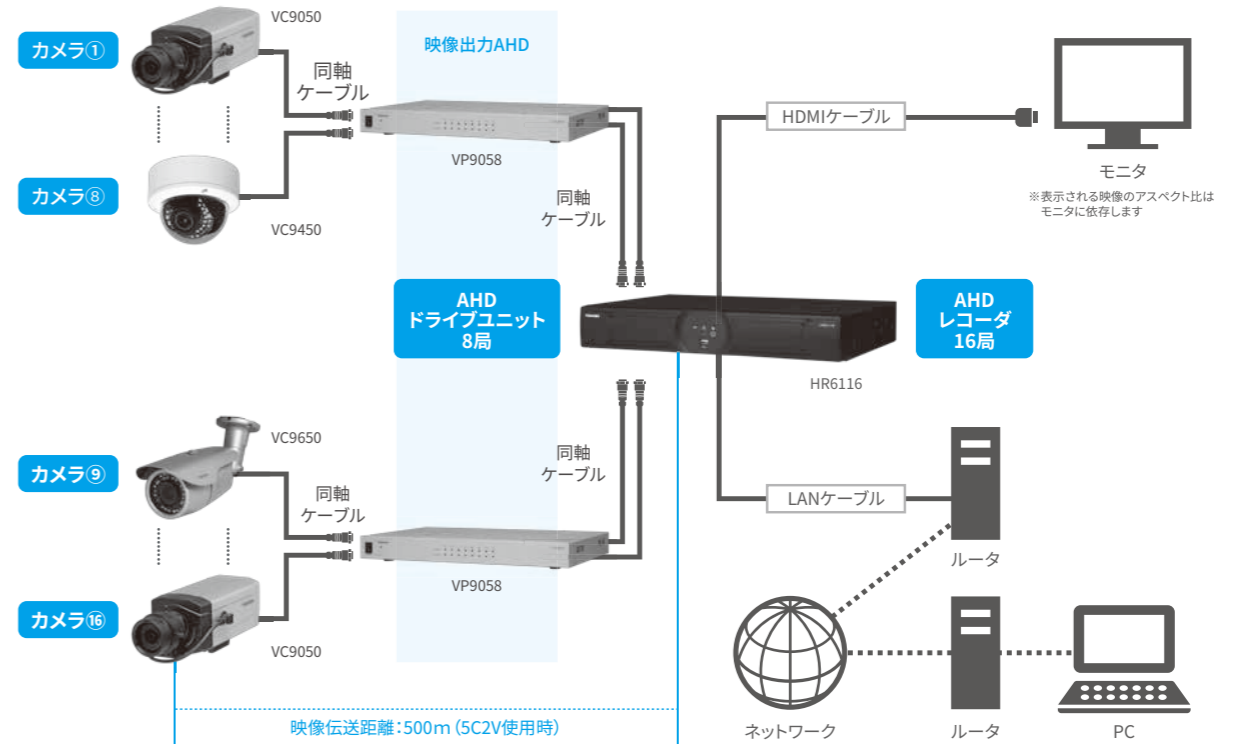 VC9050
カメラ①
同軸
ケーブル
映像出力AHD
VP9058
カメラ⑧
VC9450
同軸
ケーブル
HDMIケーブル
モニタ
※表示される映像のアスペクト比は
モニタに依存します
AHD
ドライブユニット
8局
AHD
レコーダ
16局
HR6116
VC9650
カメラ⑨
同軸
ケーブル
同軸
ケーブル
VP9058
カメラ⑯
VC9050
LANケーブル
ルータ
映像伝送距離：500m（5C2V使用時）
ネットワーク
ルータ
PC